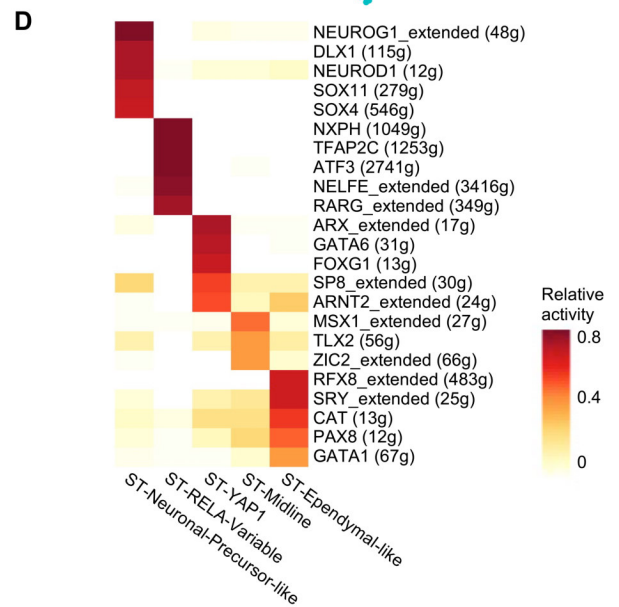 D
NEUROG1_extended (48g)
DLX1 (115g)
NEUROD1 (12g)
SOX11 (279g)
SOX4 (546g)
NXPH (1049g)
TFAP2C (1253g)
ATF3 (2741g)
NELFE_extended (3416g)
RARG_extended (349g)
ARX_extended (17g)
GATA6 (31g)
FOXG1 (13g)
SP8_extended (30g)
ARNT2_extended (24g)
MSX1_extended (27g)
TLX2 (56g)
ZIC2_extended (66g)
RFX8_extended (483g)
SRY_extended (25g)
CAT (13g)
PAX8 (12g)
GATA1 (67g)
Relative
activity
0.8
0.4
0
ST-Neuronal-Precursor-like
ST-RELA-Variable
ST-YAP1
ST-Midline
ST-Ependymal-like